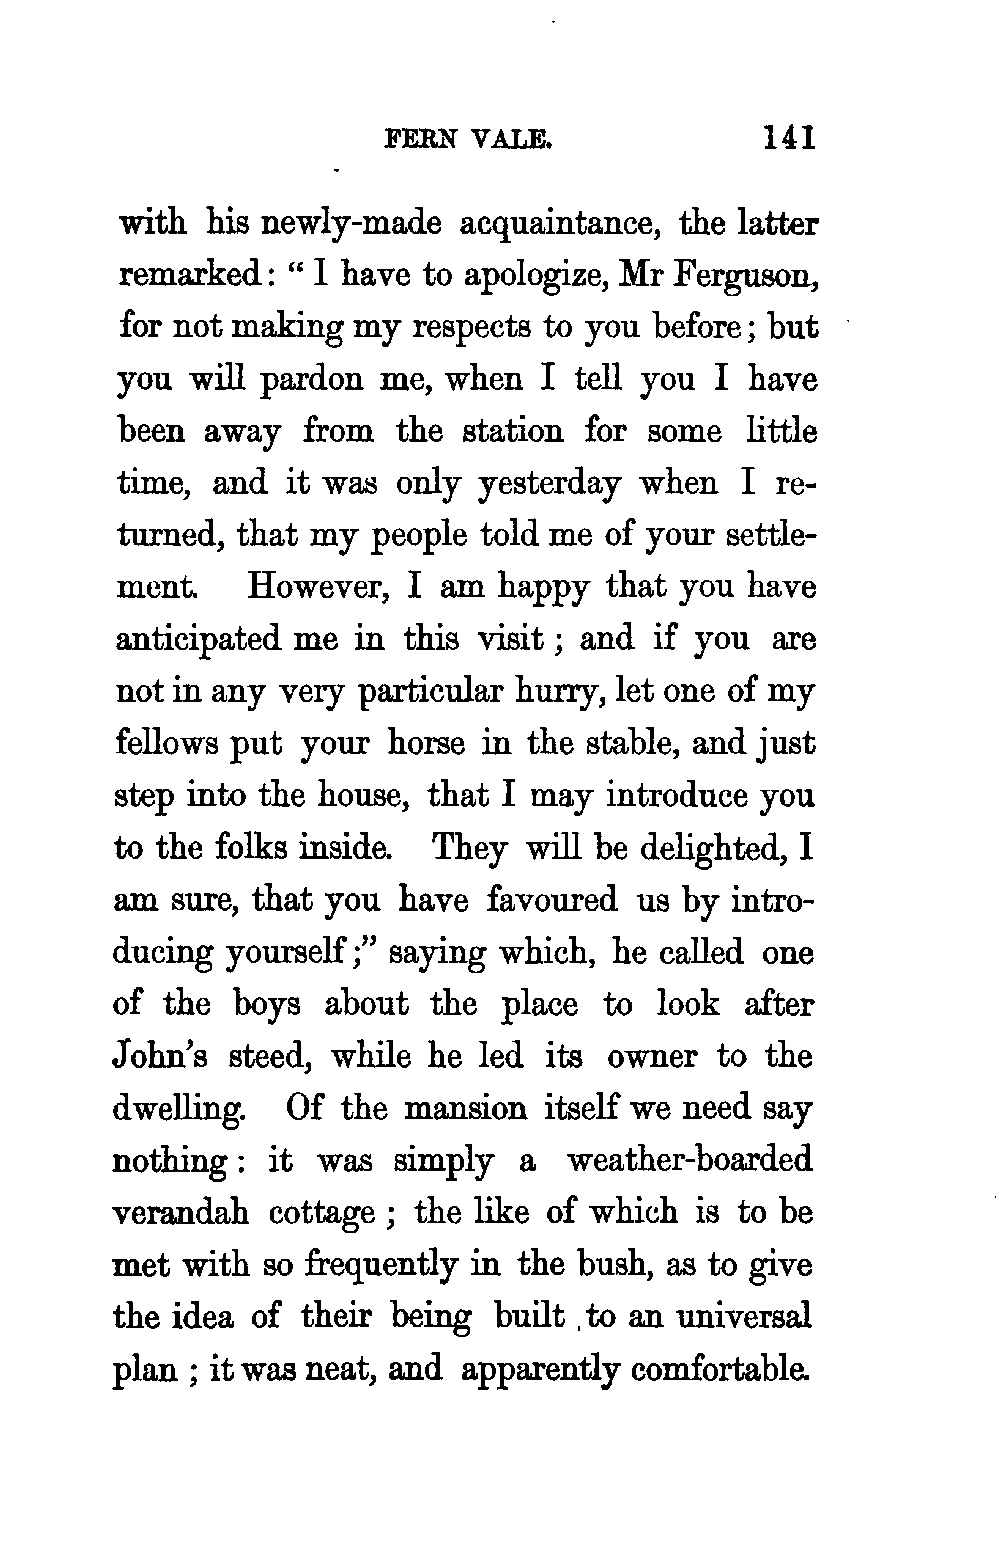 FERN VALE. 141
with his newly-made acquaintance, the latter
remarked: “ I have to apologize, Mr Ferguson,
for not making my respects to you before; but
you will pardon me, when I tell you I have
been away from the station for some little
time, and it was only yesterday when I re-
turned, that my people told me of your settle-
ment. However, I am happy that you have
anticipated me in this visit ; and if you are
not in any very particular hurry, let one of my
fellows put your horse in the stable, and just
step into the house, that I may introduce you
to the folks inside. They will be delighted, I
am sure, that you have favoured us by intro-
ducing yourself ;” saying which, he called one
of the boys about the place to look after
John’s steed, while he led its owner to the
dwelling. Of the mansion itself we need say
nothing : it was simply a weather-boarded
verandah cottage ; the like of which is to be
met with so frequently in the bush, as to give
the idea of their being built to an universal
plan ; it was neat, and apparently comfortable.